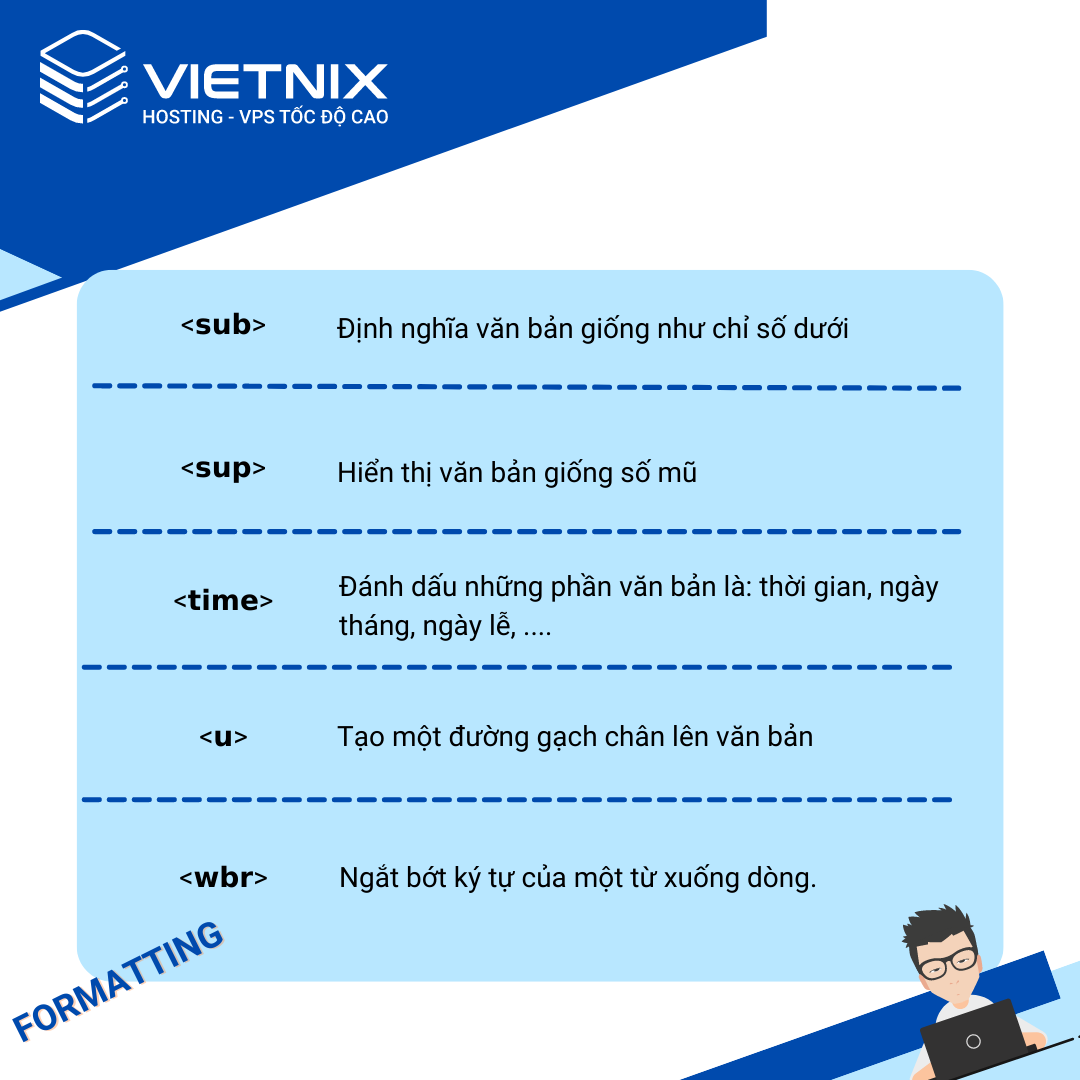 VIETNIX
HOSTING - VPS TỐC ĐỘ CAO
<sub> Định nghĩa văn bản giống như chỉ số dưới
<sup> Hiển thị văn bản giống số mũ
<time> Đánh dấu những phần văn bản là: thời gian, ngày
tháng, ngày lễ, ....
<u> Tạo một đường gạch chân lên văn bản
<wbr> Ngắt bớt ký tự của một từ xuống dòng.
FORMATTING